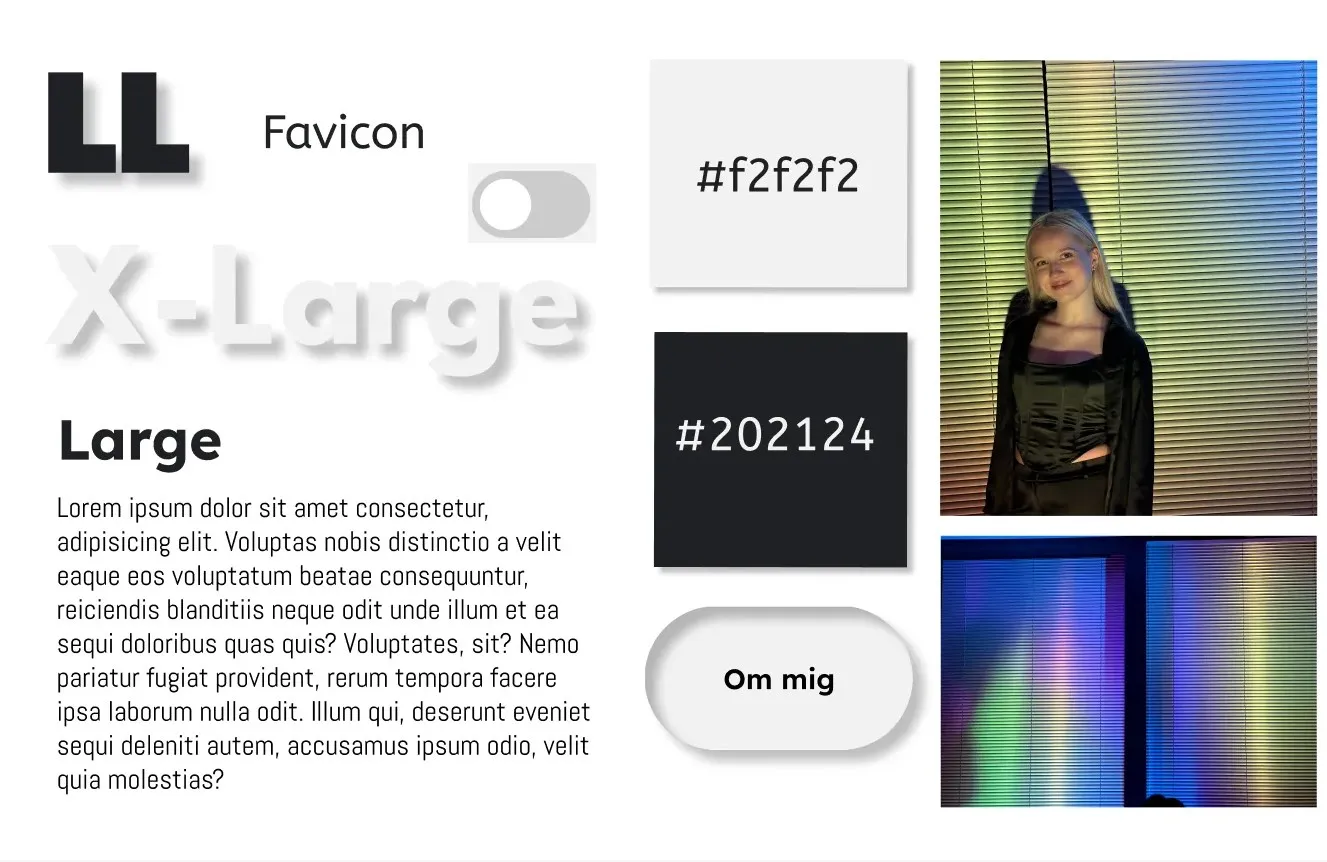 LL
Favicon
X-Large
Large
Lorem ipsum dolor sit amet consectetur,
adipisicing elit. Voluptas nobis distinctio a velit
eaque eos voluptatum beatae consequuntur,
reiciendis blanditiis neque odit unde illum et ea
sequi doloribus quas quis? Voluptates, sit? Nemo
pariatur fugiat provident, rerum tempora facere
ipsa laborum nulla odit. Illum qui, deserunt eveniet
sequi deleniti autem, accusamus ipsum odio, velit
quia molestias?
#f2f2f2
#202124
Om mig